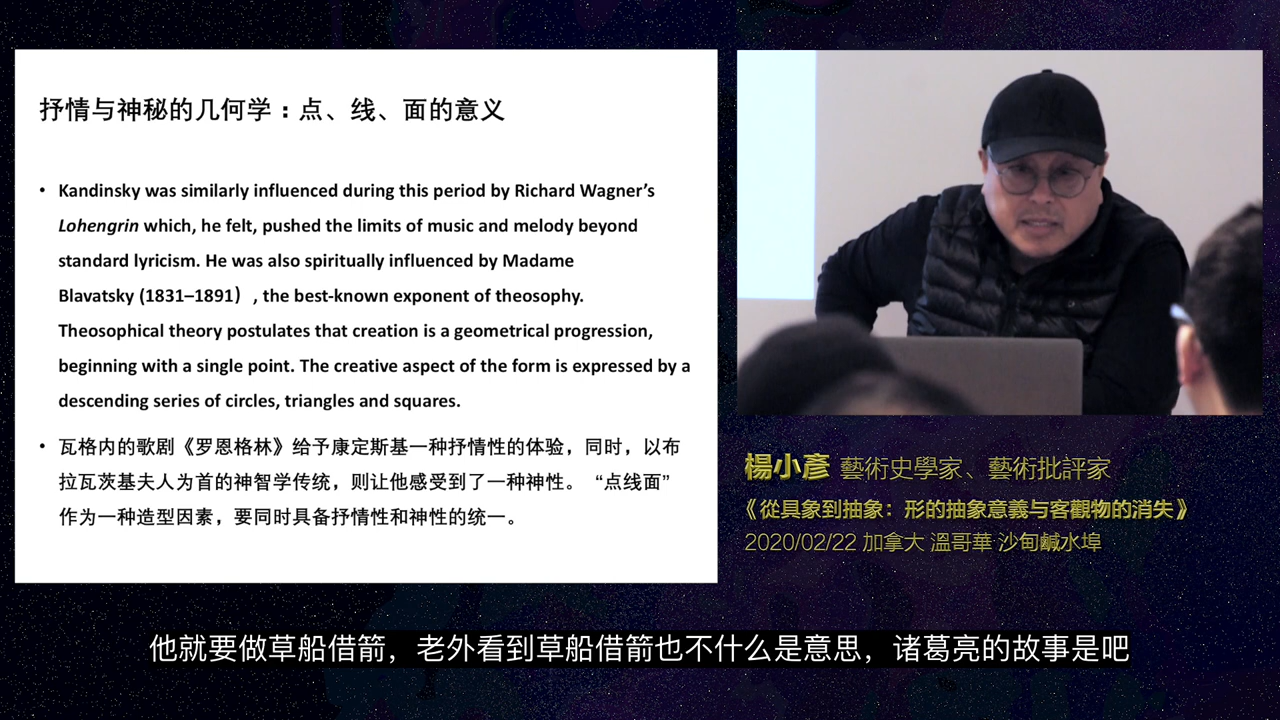 抒情与神秘的几何学：点、线、面的意义
• Kandinsky was similarly influenced during this period by Richard Wagner's
Lohengrin which, he felt, pushed the limits of music and melody beyond
standard lyricism. He was also spiritually influenced by Madame
Blavatsky (1831–1891），the best-known exponent of theosophy.
Theosophical theory postulates that creation is a geometrical progression,
beginning with a single point. The creative aspect of the form is expressed by a
descending series of circles, triangles and squares.
• 瓦格内的歌剧《罗恩格林》给予康定斯基一种抒情性的体验，同时，以布
拉瓦茨基夫人为首的神智学传统，则让他感受到了一种神性。“点线面”
作为一种造型因素，要同时具备抒情性和神性的统一。
楊小彥 藝術史學家、藝術批評家
《從具象到抽象：形的抽象意義与客觀物的消失》
2020/02/22 加拿大 溫哥華 沙甸鹹水埠
他就要做草船借箭，老外看到草船借箭也不什么是意思，诸葛亮的故事是吧